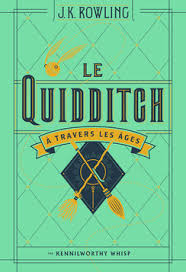 J.K. ROWLING
LE
QUIDDITCH
À TRAVERS LES ÂGES
PAR KENNILWORTHY WHISP